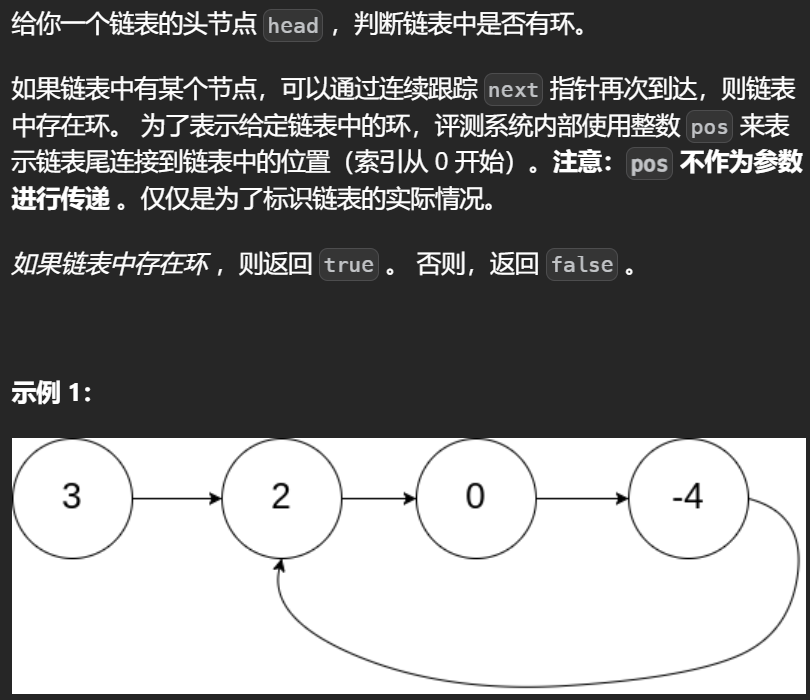 给你一个链表的头节点 head ，判断链表中是否有环。
如果链表中有某个节点，可以通过连续跟踪 next 指针再次到达，则链表
中存在环。 为了表示给定链表中的环，评测系统内部使用整数 pos 来表
示链表尾连接到链表中的位置（索引从 0 开始）。注意：pos 不作为参数
进行传递 。仅仅是为了标识链表的实际情况。
如果链表中存在环 ，则返回 true 。 否则，返回 false 。
示例 1：
3 2 0 -4